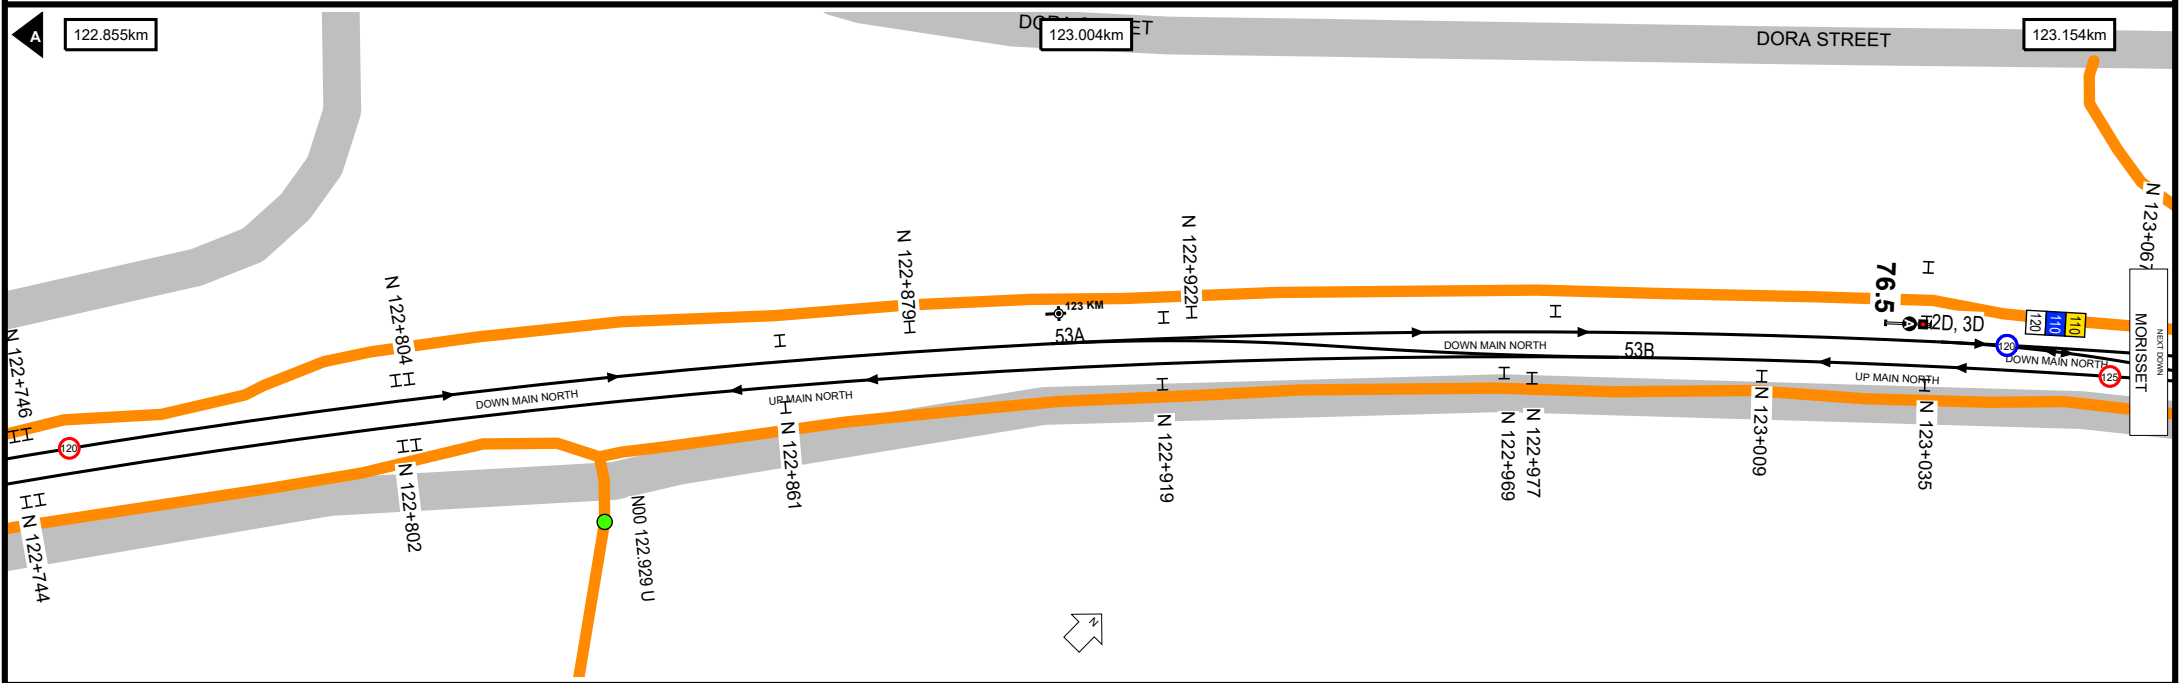 A
122.855km
123.004km
DORA STREET
123.154km
N 123+067
N 122+922H
N 122+879H
N 122+804
76.5
123 KM
53A
2D, 3D
120
110
110
MORISSET
NEXT DOWN
N 122+746
DOWN MAIN NORTH
53B
120
DOWN MAIN NORTH
UP MAIN NORTH
125
DOWN MAIN NORTH
UP MAIN NORTH
120
N 122+744
N 122+802
N00 122.929 U
N 122+861
N 122+919
N 122+969
N 122+977
N 123+009
N 123+035
N